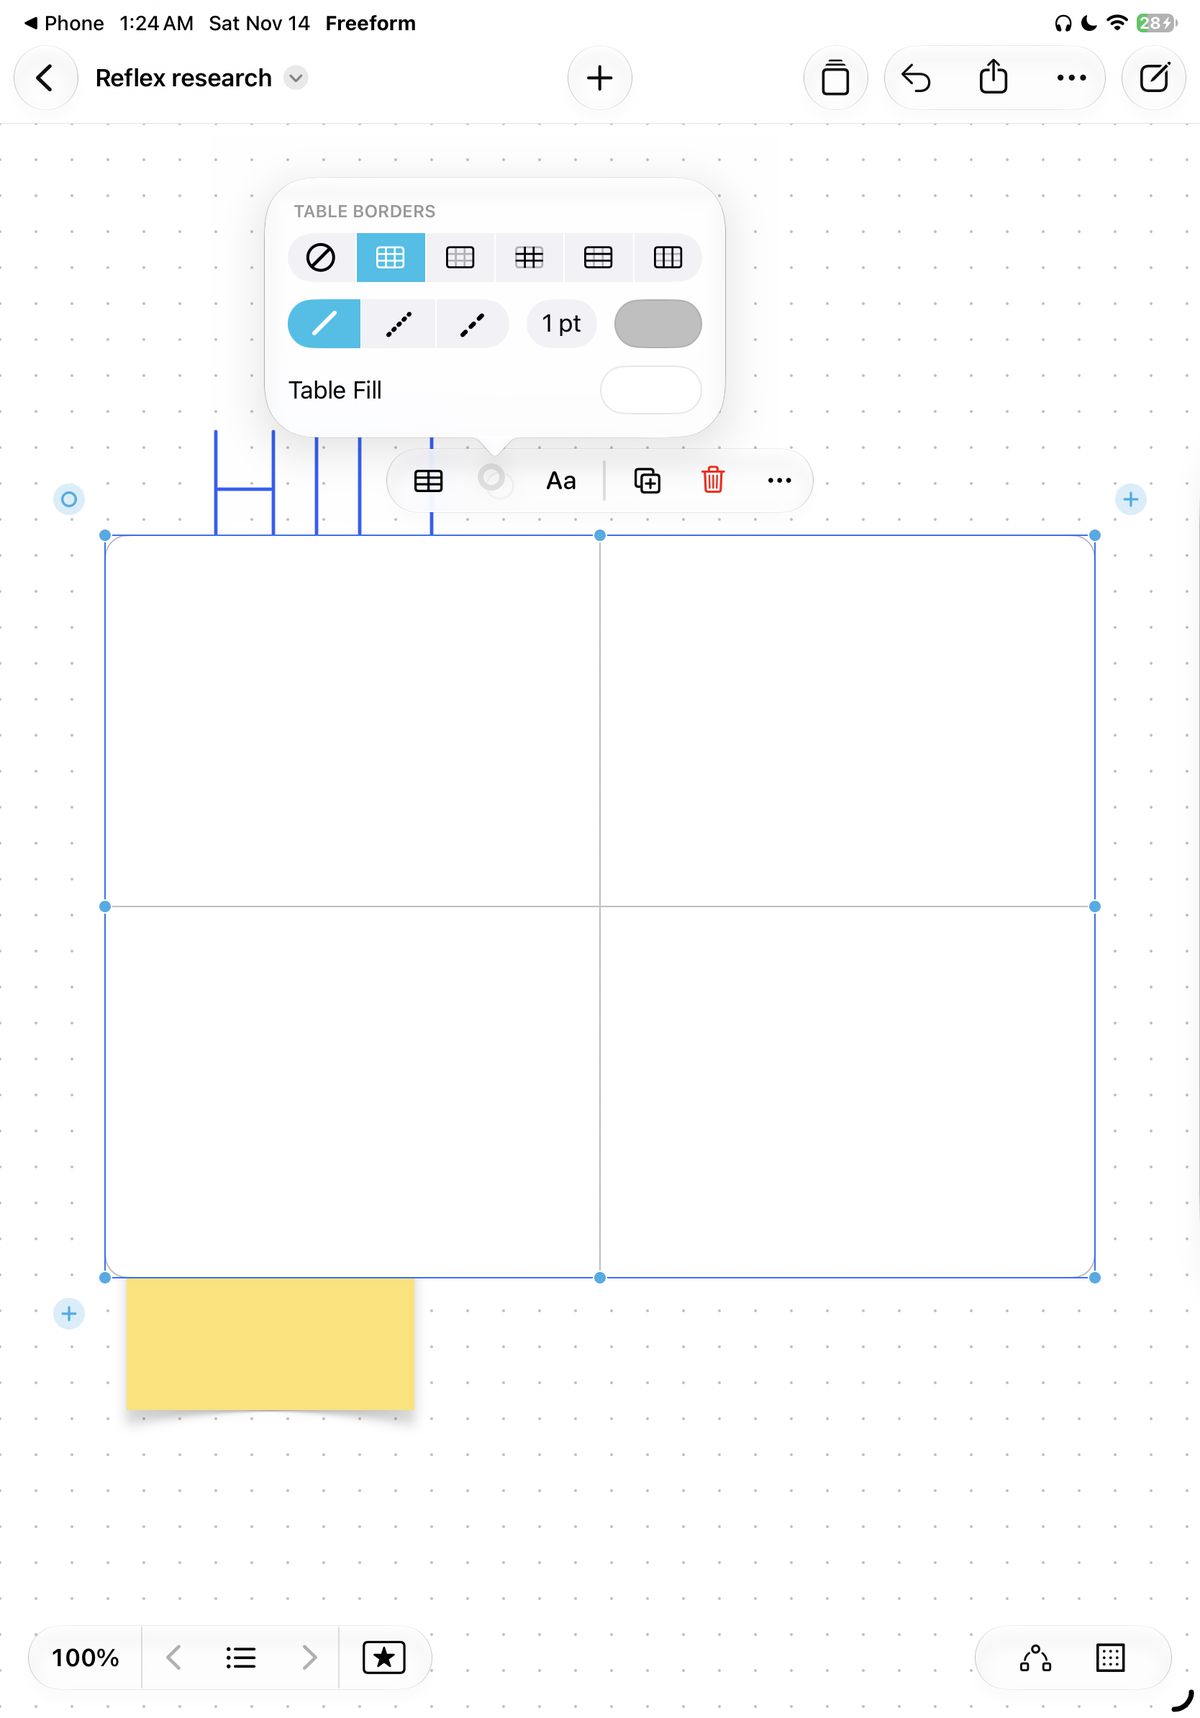 Phone 1:24 AM Sat Nov 14 Freeform 28
Reflex research
TABLE BORDERS
1 pt
Table Fill
Aa
100%